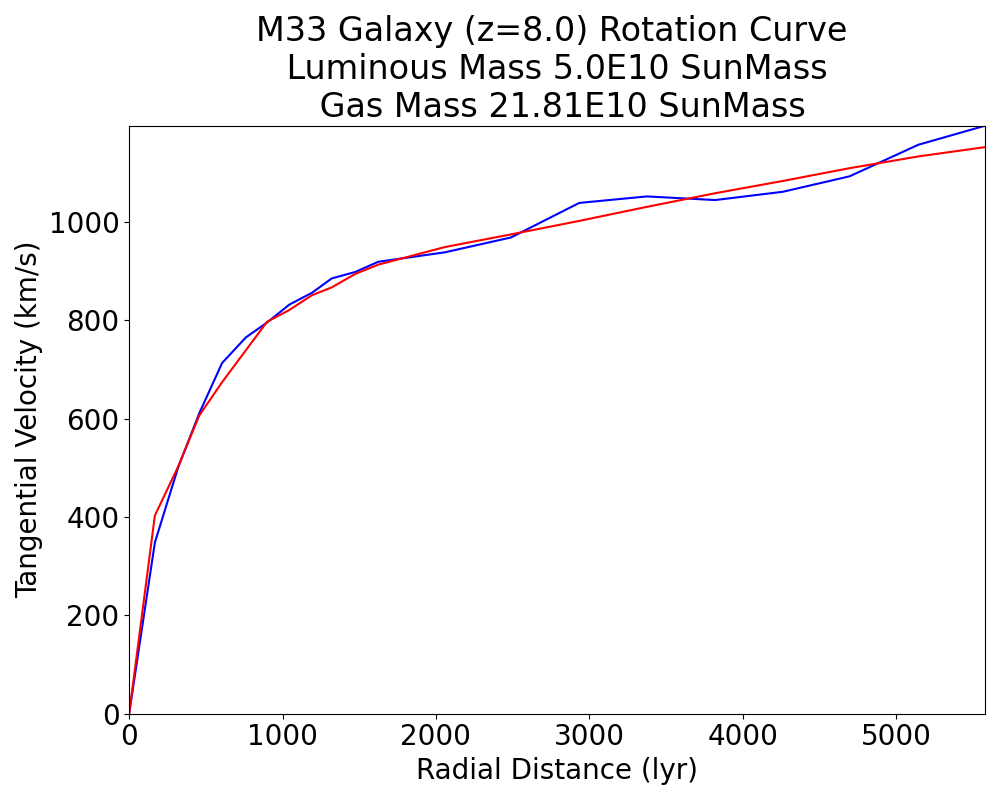 M33 Galaxy (z=8.0) Rotation Curve
Luminous Mass 5.0E10 SunMass
Gas Mass 21.81E10 SunMass
Tangential Velocity (km/s)
1000
800
600
400
200
0
0 1000 2000 3000 4000 5000
Radial Distance (lyr)